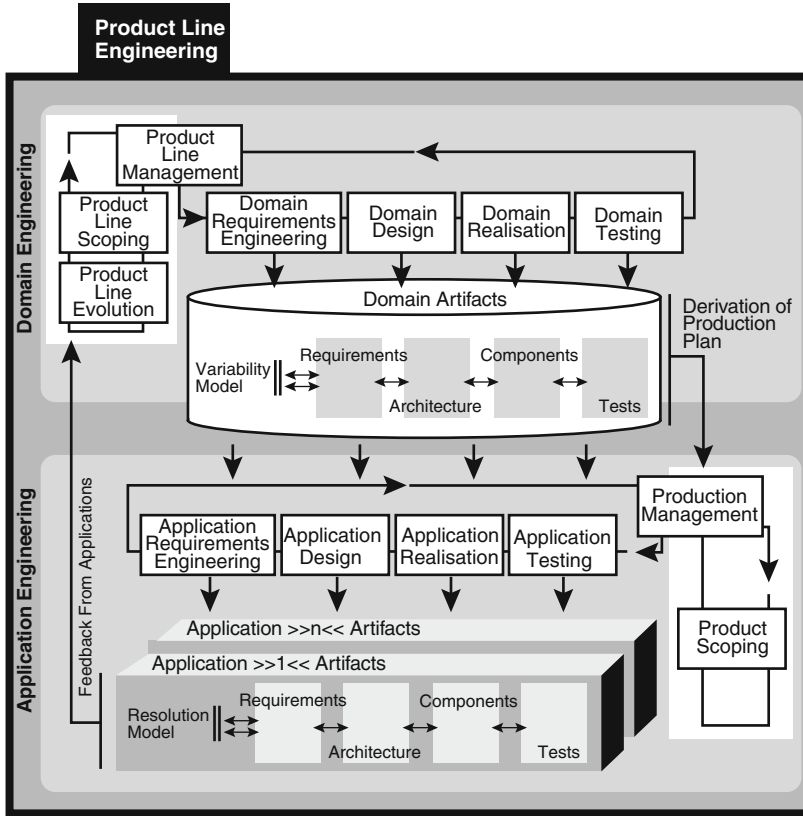 Product Line
Engineering
Domain Engineering
Product
Line
Management
Product
Line
Scoping
Product
Line
Evolution
Domain
Requirements
Engineering
Domain
Design
Domain
Realisation
Domain
Testing
Domain Artifacts
Variability
Model
Requirements
Architecture
Components
Tests
Derivation of
Production
Plan
Application Engineering
Feedback From Applications
Production
Management
Application
Requirements
Engineering
Application
Design
Application
Realisation
Application
Testing
Product
Scoping
Application >>n<< Artifacts
Application >>1<< Artifacts
Resolution
Model
Requirements
Architecture
Components
Tests